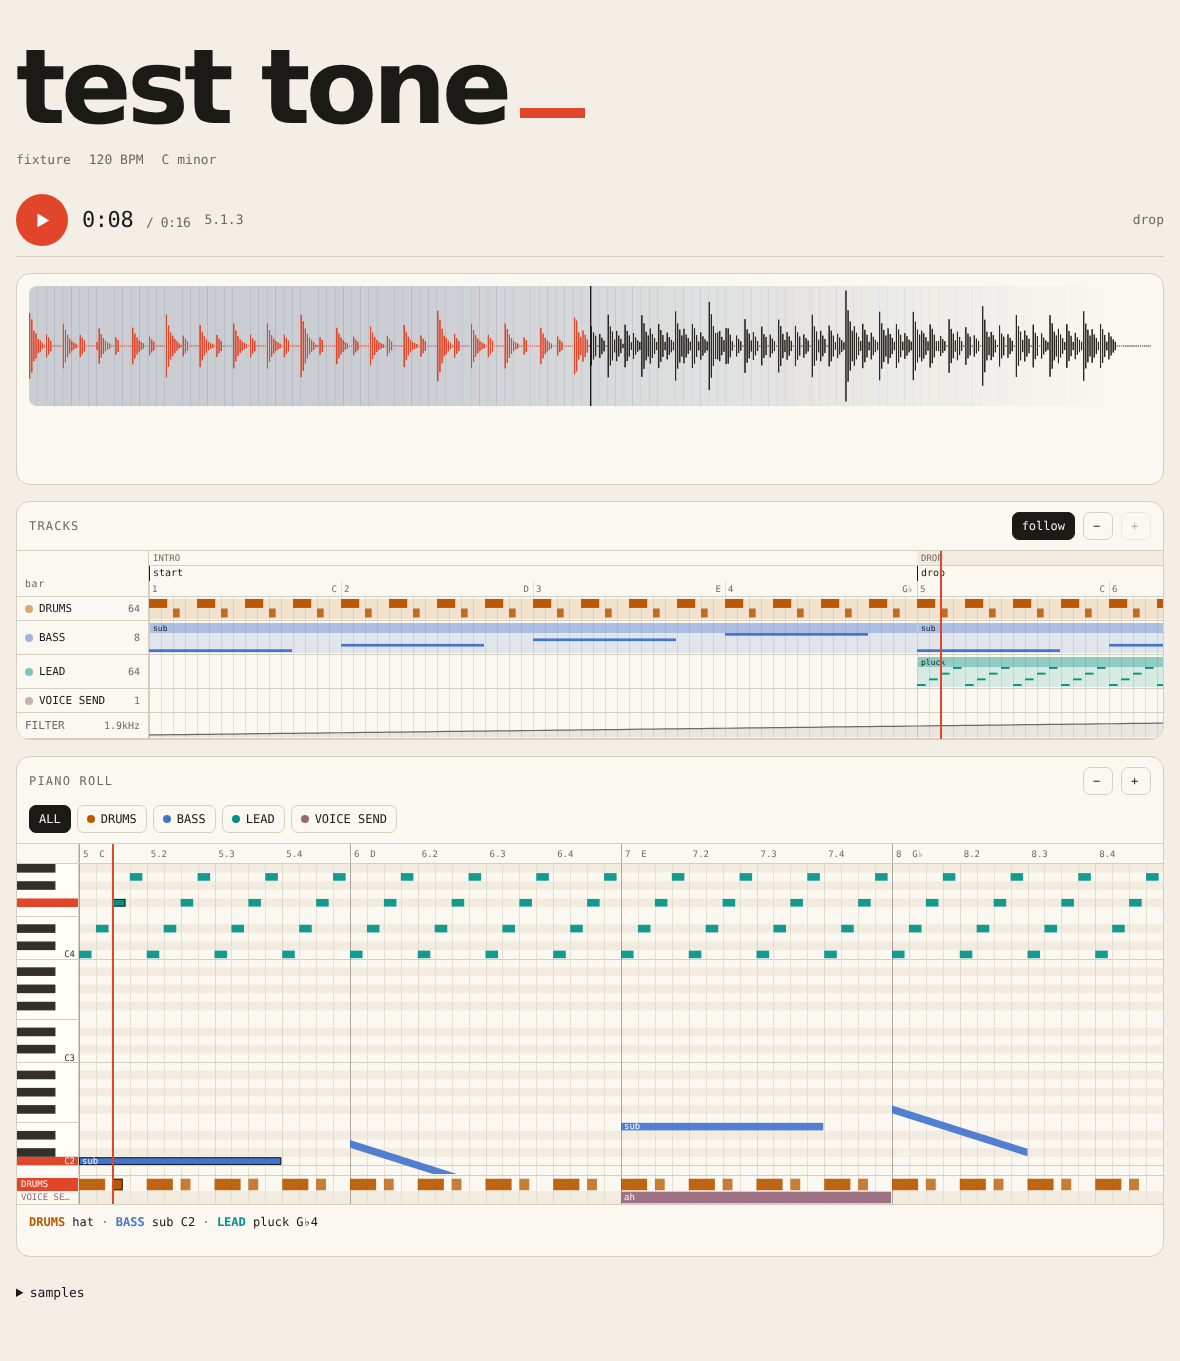 test tone
fixture 120 BPM C minor
0:08 / 0:16 5.1.3 drop
TRACKS follow − +
INTRO DROP
start drop
bar 1 C 2 D 3 E 4 G♭ 5 C 6
DRUMS 64
sub sub
BASS 8
pluck
LEAD 64
VOICE SEND 1
FILTER 1.9kHz
PIANO ROLL − +
ALL DRUMS BASS LEAD VOICE SEND
5 C 5.2 5.3 5.4 6 D 6.2 6.3 6.4 7 E 7.2 7.3 7.4 8 G♭ 8.2 8.3 8.4
C4
C3
sub
C2 sub
DRUMS
VOICE SE… ah
DRUMS hat · BASS sub C2 · LEAD pluck G♭4
samples